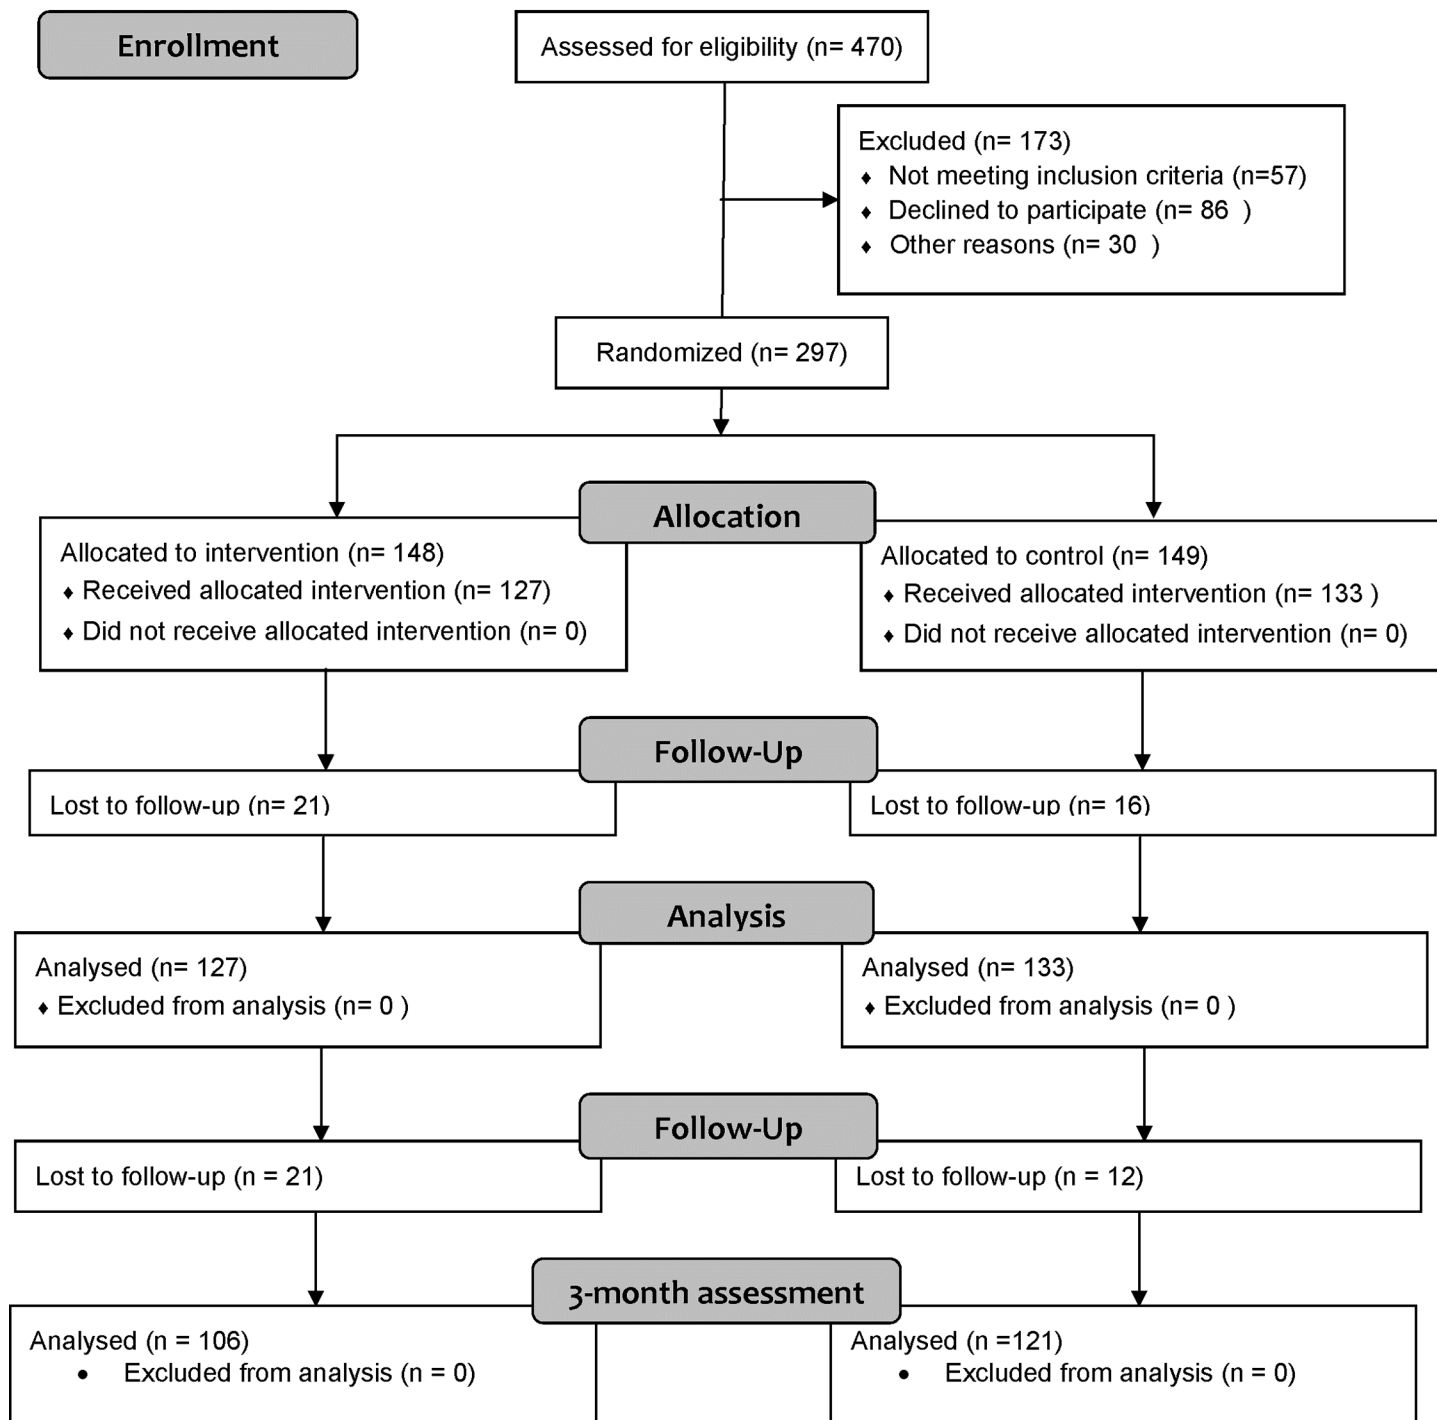 Enrollment
Assessed for eligibility (n= 470)
Excluded (n= 173)
♦ Not meeting inclusion criteria (n=57)
♦ Declined to participate (n= 86  )
♦ Other reasons (n= 30  )
Randomized (n= 297)
Allocation
Allocated to intervention (n= 148)
♦ Received allocated intervention (n= 127)
♦ Did not receive allocated intervention (n= 0)
Allocated to control (n= 149)
♦ Received allocated intervention (n= 133 )
♦ Did not receive allocated intervention (n= 0)
Follow-Up
Lost to follow-up (n= 21)
Lost to follow-up (n= 16)
Analysis
Analysed (n= 127)
♦ Excluded from analysis (n= 0 )
Analysed (n= 133)
♦ Excluded from analysis (n= 0 )
Follow-Up
Lost to follow-up (n = 21)
Lost to follow-up (n = 12)
3-month assessment
Analysed (n = 106)
• Excluded from analysis (n = 0)
Analysed (n =121)
• Excluded from analysis (n = 0)